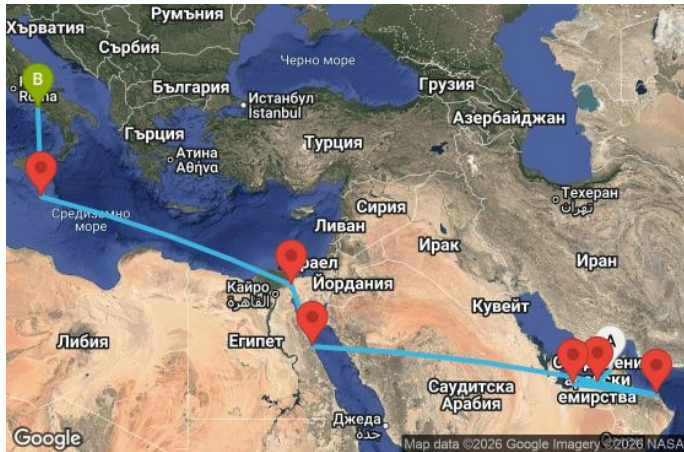 Хърватия
Румъния
Сърбия
Черно море
B
Roma
България
Грузия
Истанбул
İstanbul
Азербайджан
Гърция
Атина
Αθήνα
Турция
Техеран
تهران
Сирия
Средиземно
море
Ливан
Ирак
Иран
Йордания
Кайро
القاهرة
Кувейт
Либия
Египет
A
Саудитска
Арабия
емирства
Джеда
جدة
Google
Map data ©2026 Google Imagery ©2026 NASA